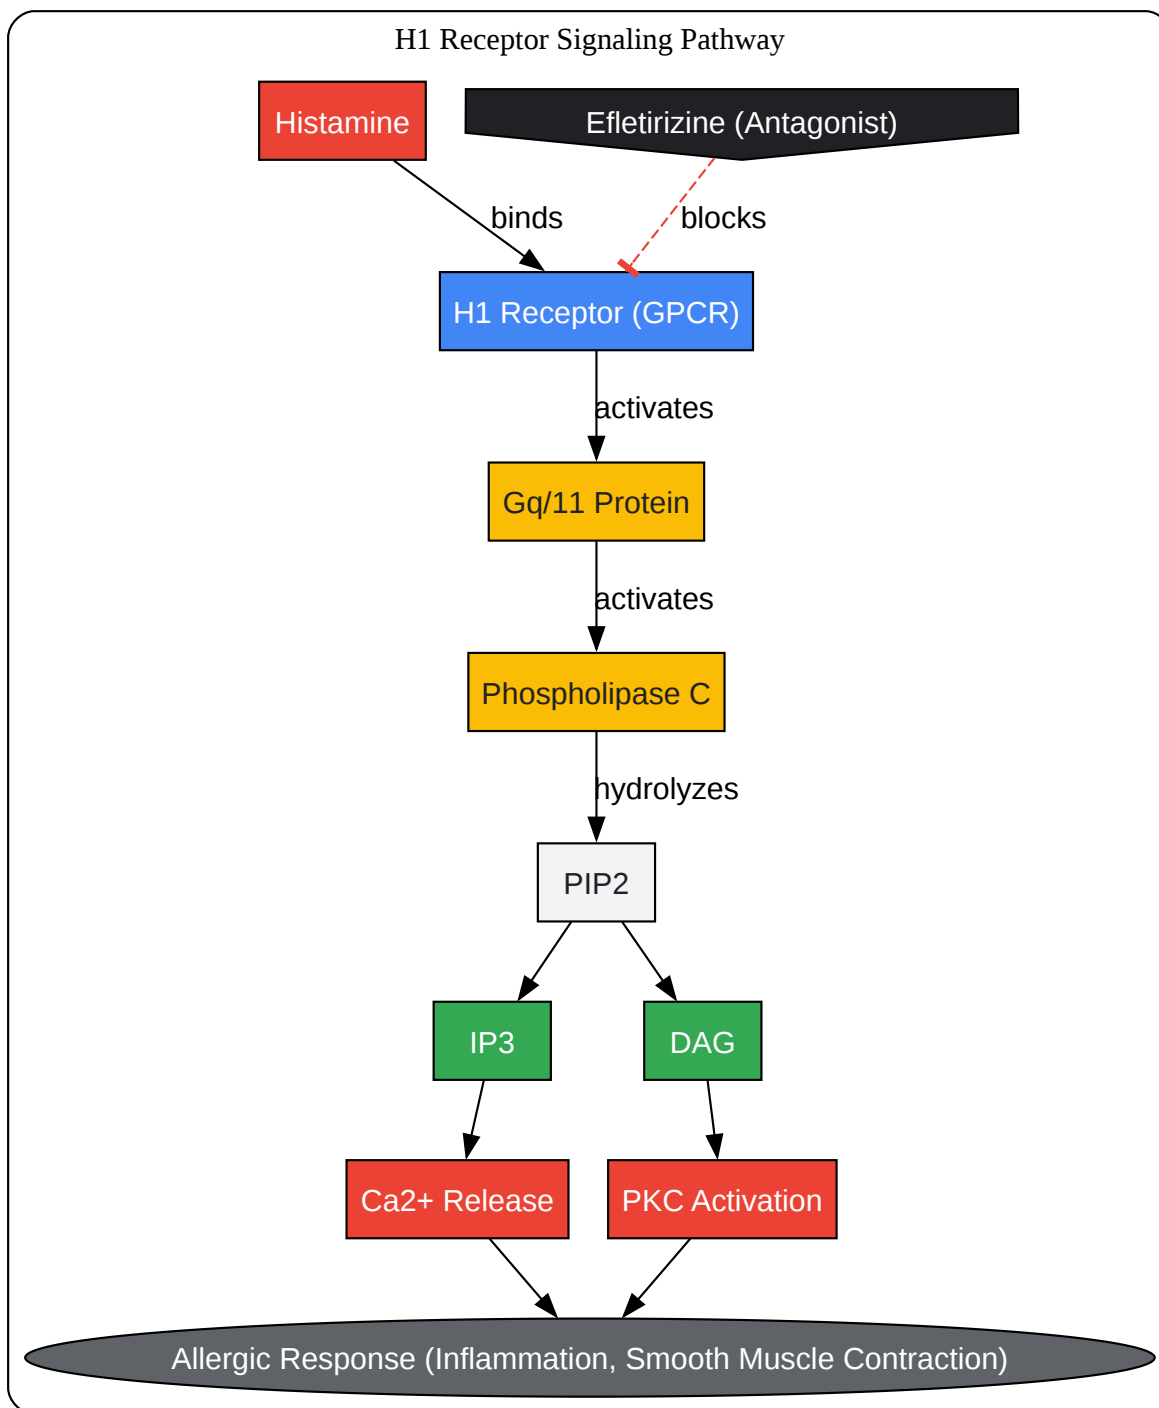 H1 Receptor Signaling Pathway
Histamine
Efletirizine (Antagonist)
binds
blocks
H1 Receptor (GPCR)
activates
Gq/11 Protein
activates
Phospholipase C
hydrolyzes
PIP2
IP3
DAG
Ca2+ Release
PKC Activation
Allergic Response (Inflammation, Smooth Muscle Contraction)